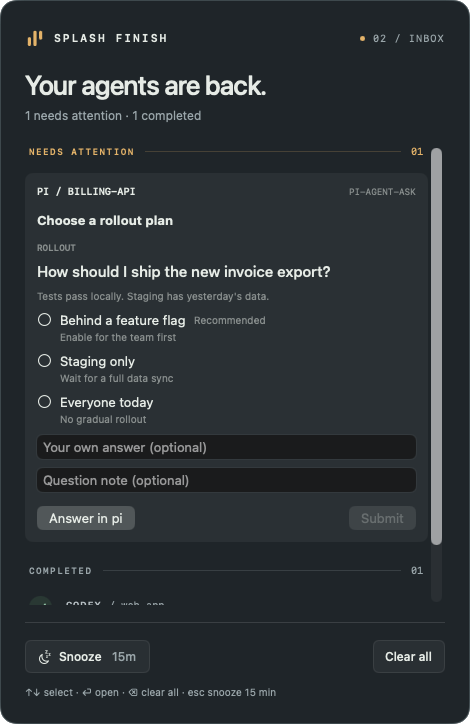 SPLASH FINISH
02 / INBOX
Your agents are back.
1 needs attention · 1 completed
NEEDS ATTENTION
01
PI / BILLING-API
PI-AGENT-ASK
Choose a rollout plan
ROLLOUT
How should I ship the new invoice export?
Tests pass locally. Staging has yesterday's data.
Behind a feature flag Recommended
Enable for the team first
Staging only
Wait for a full data sync
Everyone today
No gradual rollout
Your own answer (optional)
Question note (optional)
Answer in pi
Submit
COMPLETED
01
CODEX / web-app
Snooze 15m
Clear all
↑↓ select · ↩ open · ⌫ clear all · esc snooze 15 min